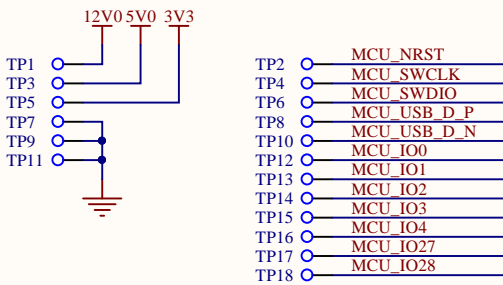 12V0 5V0 3V3
TP1
TP3
TP5
TP7
TP9
TP11
TP2 MCU_NRST
TP4 MCU_SWCLK
TP6 MCU_SWDIO
TP8 MCU_USB_D_P
TP10 MCU_USB_D_N
TP12 MCU_IO0
TP13 MCU_IO1
TP14 MCU_IO2
TP15 MCU_IO3
TP16 MCU_IO4
TP17 MCU_IO27
TP18 MCU_IO28